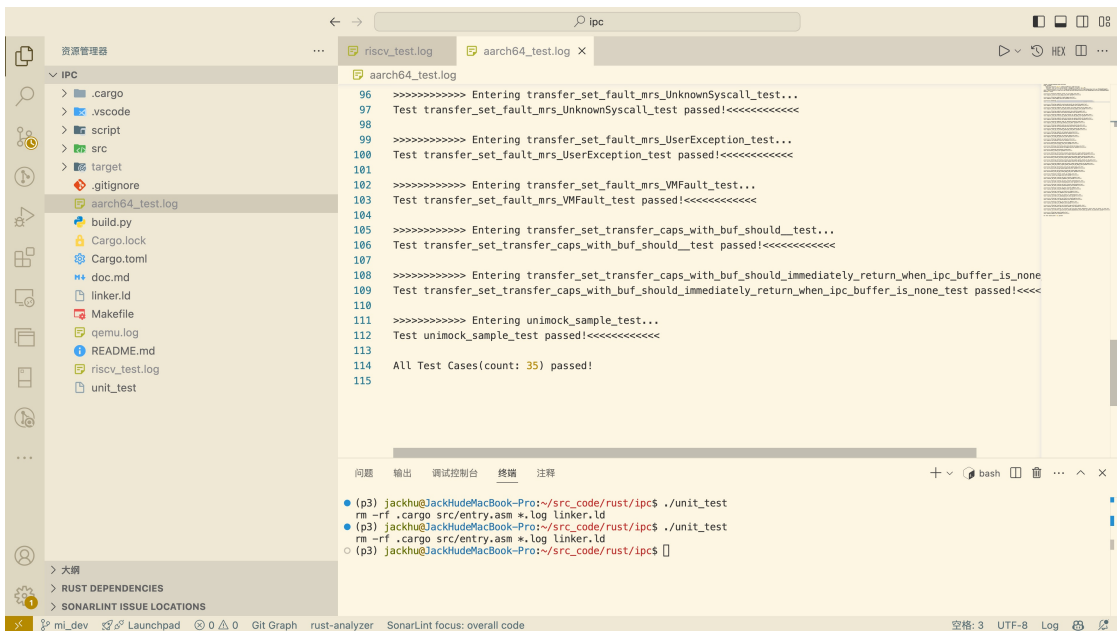 ipc
资源管理器
riscv_test.log
aarch64_test.log
HEX
IPC
.cargo
.vscode
script
src
target
.gitignore
aarch64_test.log
build.py
Cargo.lock
Cargo.toml
doc.md
linker.ld
Makefile
qemu.log
README.md
riscv_test.log
unit_test
大纲
RUST DEPENDENCIES
SONARLINT ISSUE LOCATIONS
aarch64_test.log
96 >>>>>>>>>>>> Entering transfer_set_fault_mrs_UnknownSyscall_test...
97 Test transfer_set_fault_mrs_UnknownSyscall_test passed!<<<<<<<<<<<<
98
99 >>>>>>>>>>>> Entering transfer_set_fault_mrs_UserException_test...
100 Test transfer_set_fault_mrs_UserException_test passed!<<<<<<<<<<<<
101
102 >>>>>>>>>>>> Entering transfer_set_fault_mrs_VMFault_test...
103 Test transfer_set_fault_mrs_VMFault_test passed!<<<<<<<<<<<<
104
105 >>>>>>>>>>>> Entering transfer_set_transfer_caps_with_buf_should__test...
106 Test transfer_set_transfer_caps_with_buf_should__test passed!<<<<<<<<<<<<
107
108 >>>>>>>>>>>> Entering transfer_set_transfer_caps_with_buf_should_immediately_return_when_ipc_buffer_is_none
109 Test transfer_set_transfer_caps_with_buf_should_immediately_return_when_ipc_buffer_is_none_test passed!<<<<
110
111 >>>>>>>>>>>> Entering unimock_sample_test...
112 Test unimock_sample_test passed!<<<<<<<<<<<<
113
114 All Test Cases(count: 35) passed!
115
问题 输出 调试控制台 终端 注释
bash
(p3) jackhu@JackHudeMacBook-Pro:~/src_code/rust/ipc$ ./unit_test
rm -rf .cargo src/entry.asm *.log linker.ld
(p3) jackhu@JackHudeMacBook-Pro:~/src_code/rust/ipc$ ./unit_test
rm -rf .cargo src/entry.asm *.log linker.ld
(p3) jackhu@JackHudeMacBook-Pro:~/src_code/rust/ipc$
1
mi_dev Launchpad 0 0 Git Graph rust-analyzer SonarLint focus: overall code 空格: 3 UTF-8 Log